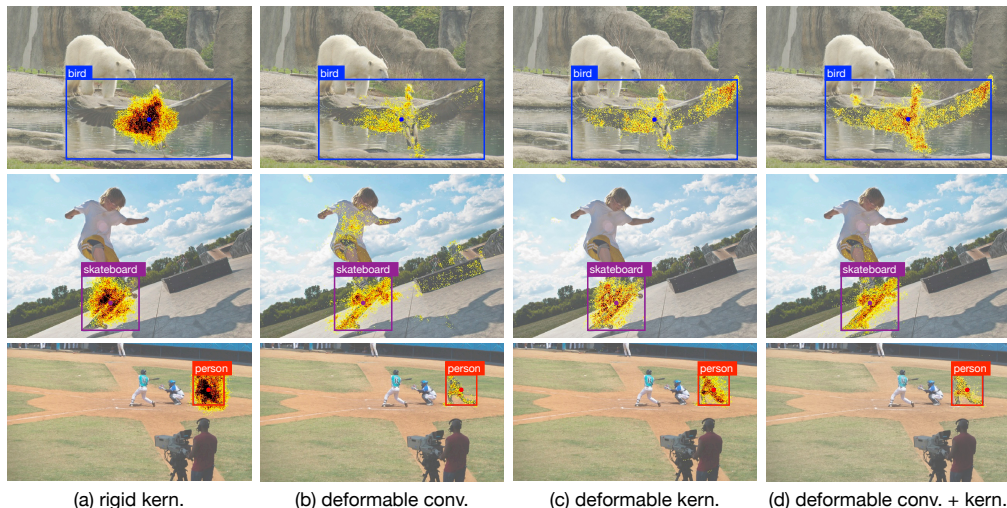 bird bird bird bird
skateboard skateboard skateboard skateboard
person person person person
(a) rigid kern. (b) deformable conv. (c) deformable kern. (d) deformable conv. + kern.